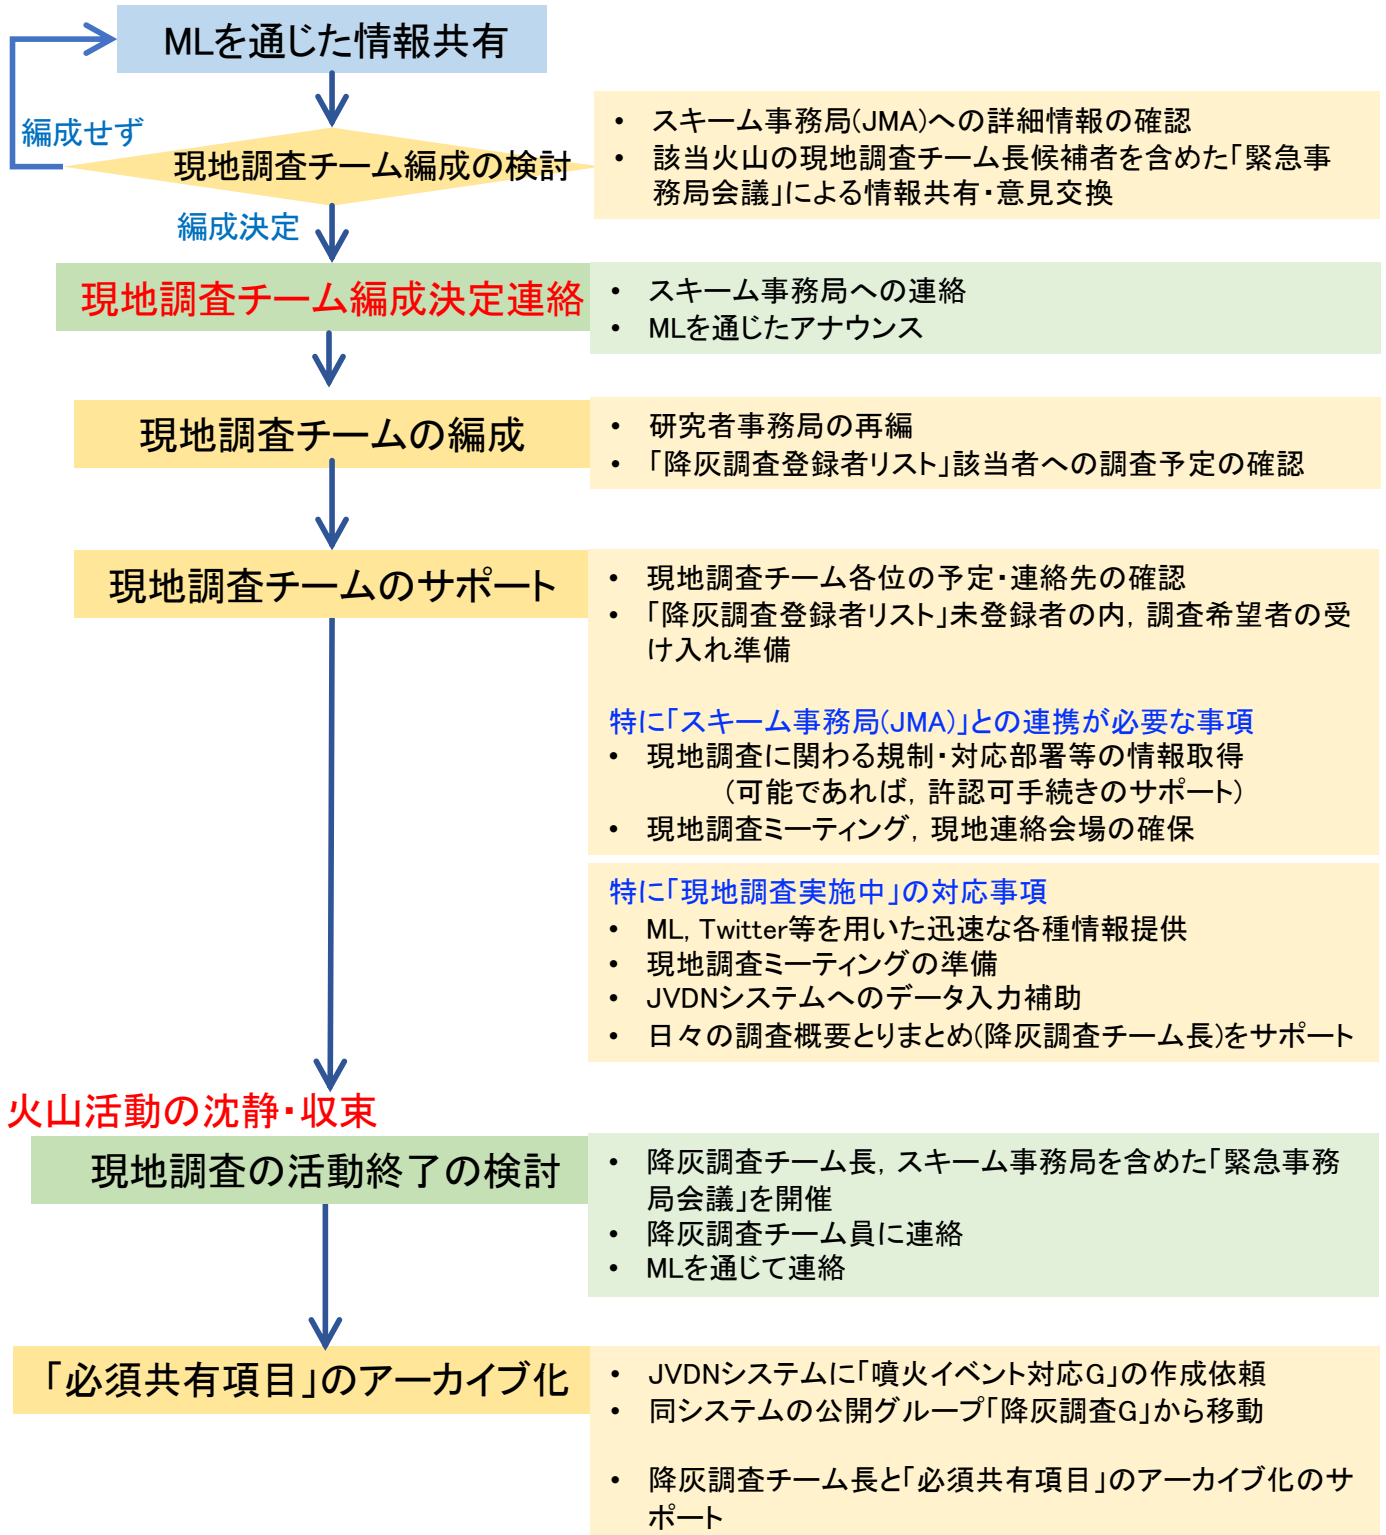 MLを通じた情報共有
編成せず
現地調査チーム編成の検討
• スキーム事務局(JMA)への詳細情報の確認
• 該当火山の現地調査チーム長候補者を含めた「緊急事
務局会議」による情報共有・意見交換
編成決定
現地調査チーム編成決定連絡
• スキーム事務局への連絡
• MLを通じたアナウンス
現地調査チームの編成
• 研究者事務局の再編
• 「降灰調査登録者リスト」該当者への調査予定の確認
現地調査チームのサポート
• 現地調査チーム各位の予定・連絡先の確認
• 「降灰調査登録者リスト」未登録者の内，調査希望者の受
け入れ準備
特に「スキーム事務局(JMA)」との連携が必要な事項
• 現地調査に関わる規制・対応部署等の情報取得
（可能であれば，許認可手続きのサポート）
• 現地調査ミーティング，現地連絡会場の確保
特に「現地調査実施中」の対応事項
• ML, Twitter等を用いた迅速な各種情報提供
• 現地調査ミーティングの準備
• JVDNシステムへのデータ入力補助
• 日々の調査概要とりまとめ(降灰調査チーム長)をサポート
火山活動の沈静・収束
現地調査の活動終了の検討
• 降灰調査チーム長，スキーム事務局を含めた「緊急事務
局会議」を開催
• 降灰調査チーム員に連絡
• MLを通じて連絡
「必須共有項目」のアーカイブ化
• JVDNシステムに「噴火イベント対応G」の作成依頼
• 同システムの公開グループ「降灰調査G」から移動
• 降灰調査チーム長と「必須共有項目」のアーカイブ化のサ
ポート